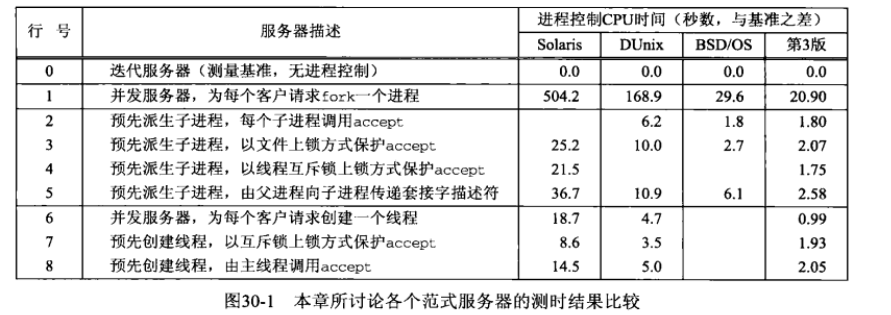 行 号 服务器描述 进程控制CPU时间（秒数，与基准之差）
Solaris DUnix BSD/OS 第3版
0 迭代服务器（测量基准，无进程控制） 0.0 0.0 0.0 0.0
1 并发服务器，为每个客户请求fork一个进程 504.2 168.9 29.6 20.90
2 预先派生子进程，每个子进程调用accept 6.2 1.8 1.80
3 预先派生子进程，以文件上锁方式保护accept 25.2 10.0 2.7 2.07
4 预先派生子进程，以线程互斥锁上锁方式保护accept 21.5 1.75
5 预先派生子进程，由父进程向子进程传递套接字描述符 36.7 10.9 6.1 2.58
6 并发服务器，为每个客户请求创建一个线程 18.7 4.7 0.99
7 预先创建线程，以互斥锁上锁方式保护accept 8.6 3.5 1.93
8 预先创建线程，由主线程调用accept 14.5 5.0 2.05
图30-1 本章所讨论各个范式服务器的测时结果比较